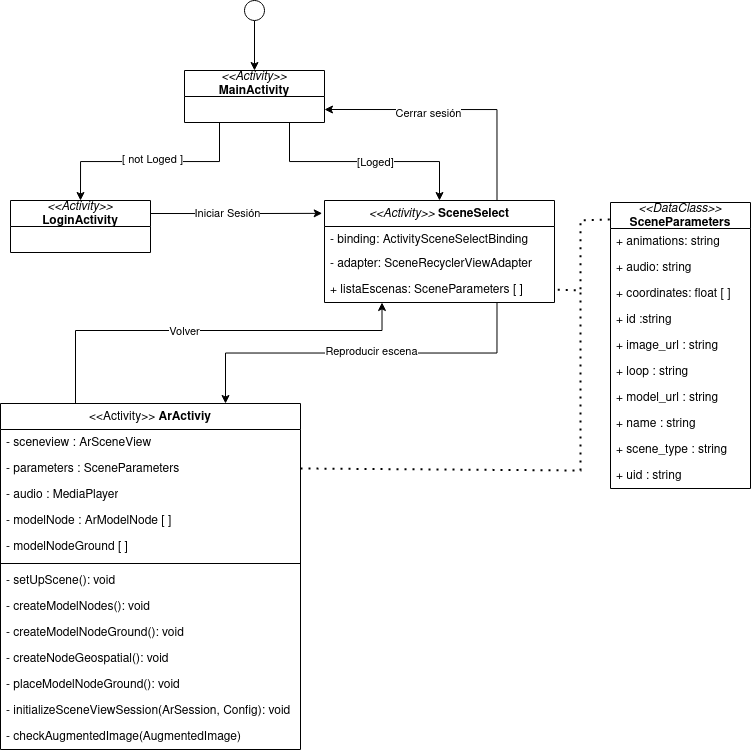 <<Activity>>
MainActivity
Cerrar sesión
[ not Loged ]
[Loged]
<<Activity>>
LoginActivity
Iniciar Sesión
<<Activity>> SceneSelect
- binding: ActivitySceneSelectBinding
- adapter: SceneRecyclerViewAdapter
+ listaEscenas: SceneParameters [ ]
<<DataClass>>
SceneParameters
+ animations: string
+ audio: string
+ coordinates: float [ ]
+ id :string
+ image_url : string
+ loop : string
+ model_url : string
+ name : string
+ scene_type : string
+ uid : string
Volver
Reproducir escena
<<Activity>> ArActiviy
- sceneview : ArSceneView
- parameters : SceneParameters
- audio : MediaPlayer
- modelNode : ArModelNode [ ]
- modelNodeGround [ ]
- setUpScene(): void
- createModelNodes(): void
- createModelNodeGround(): void
- createNodeGeospatial(): void
- placeModelNodeGround(): void
- initializeSceneViewSession(ArSession, Config): void
- checkAugmentedImage(AugmentedImage)